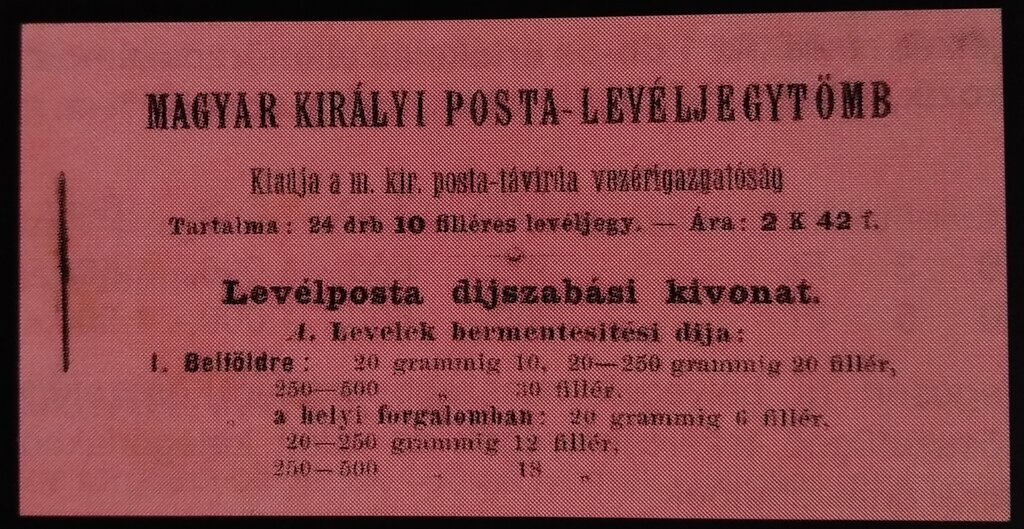 MAGYAR KIRÁLYI POSTA-LEVÉLJEGYTÖMB
Kiadja a m. kir. posta-távirda vezérigazgatóság
Tartalma: 24 drb 10 filléres levéljegy. — Ára: 2 K 42 f.
Levélposta dijszabási kivonat.
A. Levelek bermentesitési dija:
1. Belföldre: 20 grammig 10, 20—250 grammig 20 fillér,
250—500 „ 30 fillér.
„ a helyi forgalomban: 20 grammig 6 fillér,
20—250 grammig 12 fillér,
250—500 „ 18 „